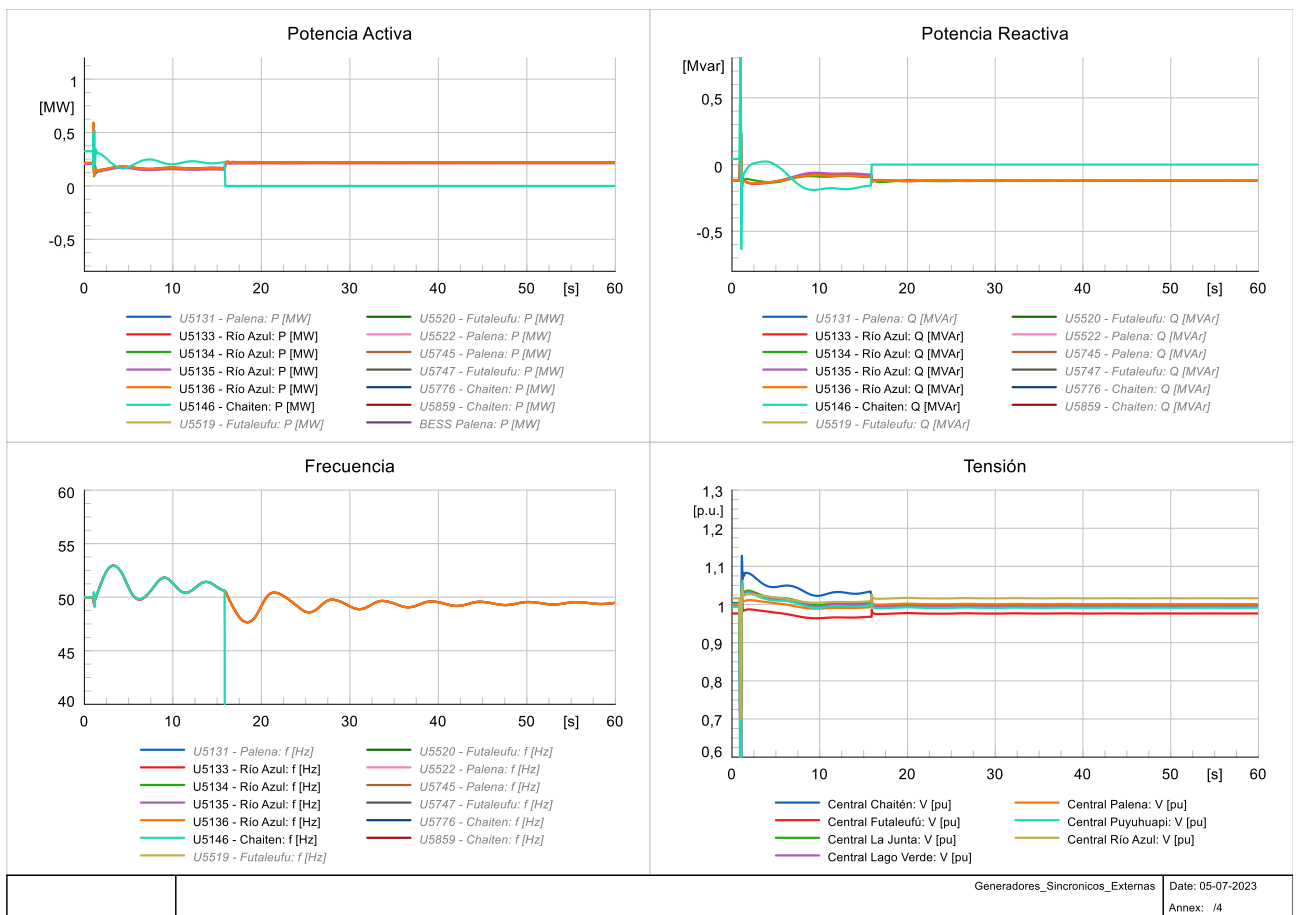 Potencia Activa
1
[MW]
0,5
0
-0,5
0 10 20 30 40 50 [s] 60
U5131 - Palena: P [MW] U5520 - Futaleufu: P [MW]
U5133 - Río Azul: P [MW] U5522 - Palena: P [MW]
U5134 - Río Azul: P [MW] U5745 - Palena: P [MW]
U5135 - Río Azul: P [MW] U5747 - Futaleufu: P [MW]
U5136 - Río Azul: P [MW] U5776 - Chaiten: P [MW]
U5146 - Chaiten: P [MW] U5859 - Chaiten: P [MW]
U5519 - Futaleufu: P [MW] BESS Palena: P [MW]
Potencia Reactiva
[Mvar]
0,5
0
-0,5
0 10 20 30 40 50 [s] 60
U5131 - Palena: Q [MVAr] U5520 - Futaleufu: Q [MVAr]
U5133 - Río Azul: Q [MVAr] U5522 - Palena: Q [MVAr]
U5134 - Río Azul: Q [MVAr] U5745 - Palena: Q [MVAr]
U5135 - Río Azul: Q [MVAr] U5747 - Futaleufu: Q [MVAr]
U5136 - Río Azul: Q [MVAr] U5776 - Chaiten: Q [MVAr]
U5146 - Chaiten: Q [MVAr] U5859 - Chaiten: Q [MVAr]
U5519 - Futaleufu: Q [MVAr]
Frecuencia
60
55
50
45
40
0 10 20 30 40 50 [s] 60
U5131 - Palena: f [Hz] U5520 - Futaleufu: f [Hz]
U5133 - Río Azul: f [Hz] U5522 - Palena: f [Hz]
U5134 - Río Azul: f [Hz] U5745 - Palena: f [Hz]
U5135 - Río Azul: f [Hz] U5747 - Futaleufu: f [Hz]
U5136 - Río Azul: f [Hz] U5776 - Chaiten: f [Hz]
U5146 - Chaiten: f [Hz] U5859 - Chaiten: f [Hz]
U5519 - Futaleufu: f [Hz]
Tensión
1,3
[p.u.]
1,2
1,1
1
0,9
0,8
0,7
0,6
0 10 20 30 40 50 [s] 60
Central Chaitén: V [pu] Central Palena: V [pu]
Central Futaleufú: V [pu] Central Puyuhuapi: V [pu]
Central La Junta: V [pu] Central Río Azul: V [pu]
Central Lago Verde: V [pu]
Generadores_Sincronicos_Externas Date: 05-07-2023
Annex: /4